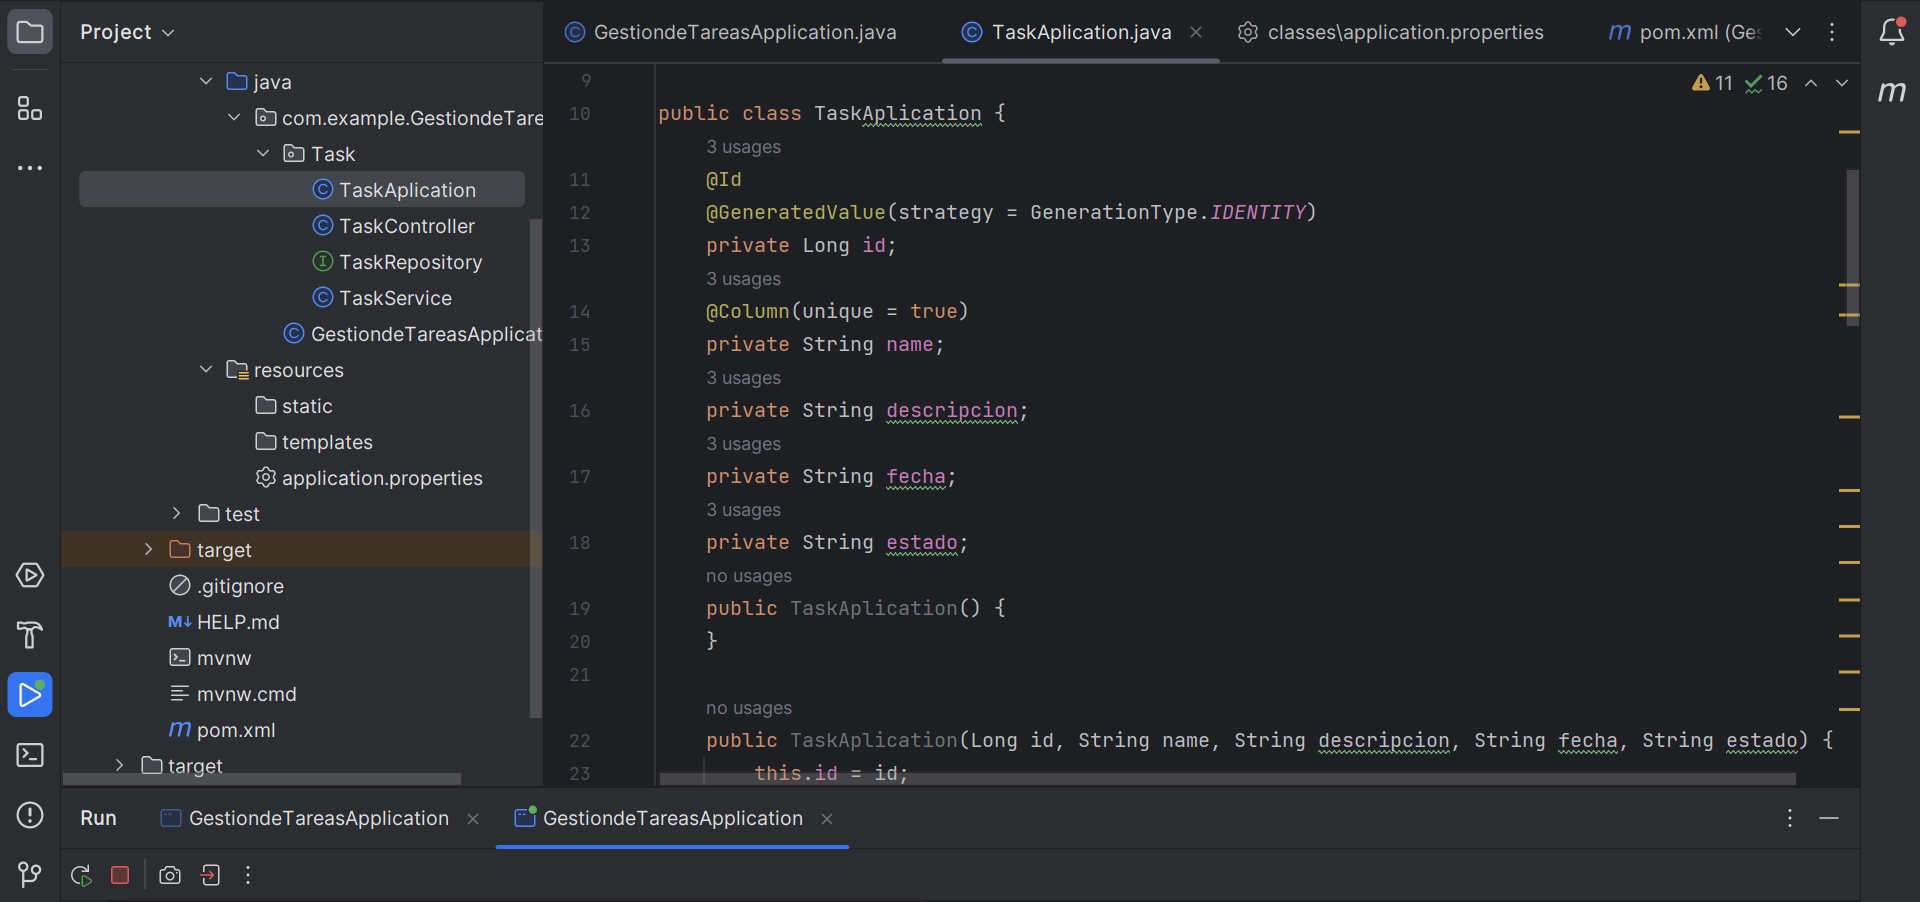 Project
GestiondeTareasApplication.java
TaskAplication.java
classes\application.properties
pom.xml (Ges
java
com.example.GestiondeTare
Task
TaskAplication
TaskController
TaskRepository
TaskService
GestiondeTareasApplicat
resources
static
templates
application.properties
test
target
.gitignore
HELP.md
mvnw
mvnw.cmd
pom.xml
target
11 16
9
10 public class TaskAplication {
3 usages
11 @Id
12 @GeneratedValue(strategy = GenerationType.IDENTITY)
13 private Long id;
3 usages
14 @Column(unique = true)
15 private String name;
3 usages
16 private String descripcion;
3 usages
17 private String fecha;
3 usages
18 private String estado;
no usages
19 public TaskAplication() {
20 }
21
no usages
22 public TaskAplication(Long id, String name, String descripcion, String fecha, String estado) {
23 this.id = id;
Run
GestiondeTareasApplication
GestiondeTareasApplication